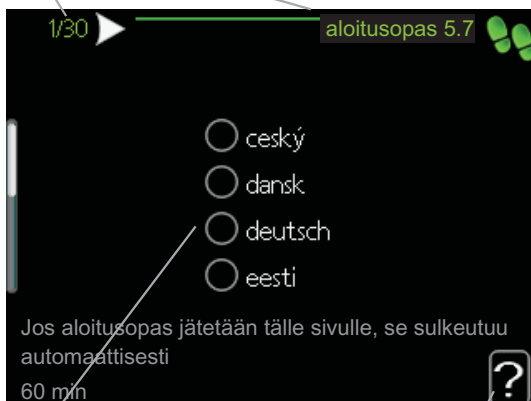 1/30
aloitusopas 5.7
ceský
dansk
deutsch
eesti
Jos aloitusopas jätetään tälle sivulle, se sulkeutuu
automaattisesti
60 min
?